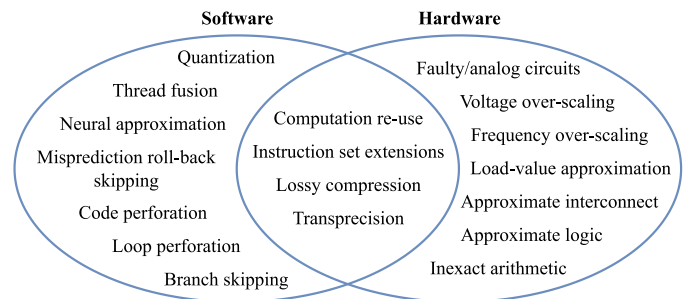 Software
Hardware
Quantization
Thread fusion
Neural approximation
Misprediction roll-back
skipping
Code perforation
Loop perforation
Branch skipping
Computation re-use
Instruction set extensions
Lossy compression
Transprecision
Faulty/analog circuits
Voltage over-scaling
Frequency over-scaling
Load-value approximation
Approximate interconnect
Approximate logic
Inexact arithmetic